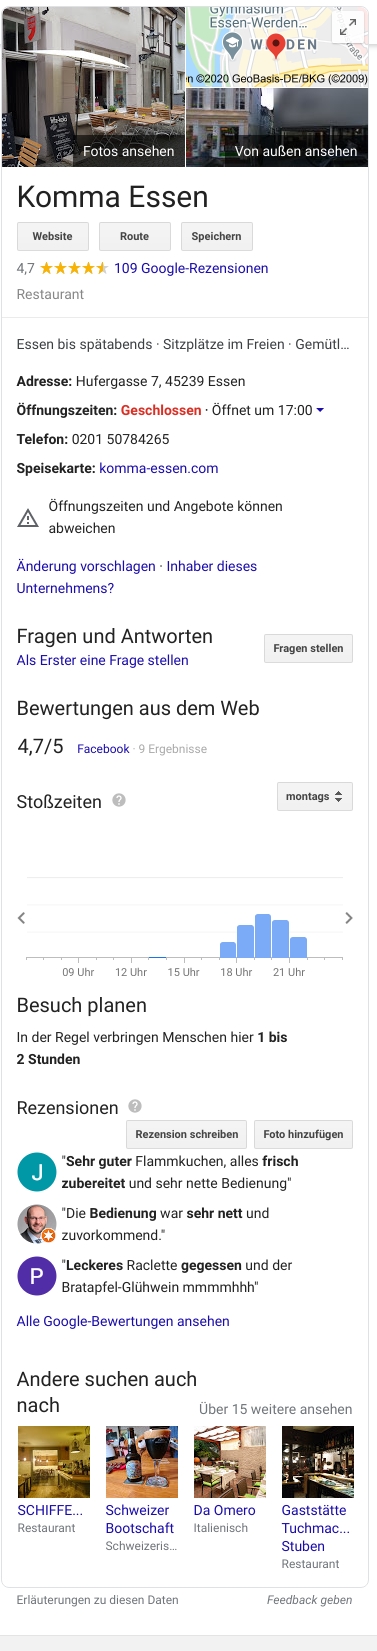 Gymnasium
Essen-Werden...
©2020 GeoBasis-DE/BKG (©2009)
Fotos ansehen
Von außen ansehen
Komma Essen
Website Route Speichern
4,7 109 Google-Rezensionen
Restaurant
Essen bis spätabends · Sitzplätze im Freien · Gemütl...
Adresse: Hufergasse 7, 45239 Essen
Öffnungszeiten: Geschlossen · Öffnet um 17:00
Telefon: 0201 50784265
Speisekarte: komma-essen.com
Öffnungszeiten und Angebote können
abweichen
Änderung vorschlagen · Inhaber dieses
Unternehmens?
Fragen und Antworten
Als Erster eine Frage stellen
Fragen stellen
Bewertungen aus dem Web
4,7/5 Facebook · 9 Ergebnisse
Stoßzeiten ?
montags
09 Uhr 12 Uhr 15 Uhr 18 Uhr 21 Uhr
Besuch planen
In der Regel verbringen Menschen hier 1 bis
2 Stunden
Rezensionen ?
Rezension schreiben Foto hinzufügen
J
"Sehr guter Flammkuchen, alles frisch
zubereitet und sehr nette Bedienung"
"Die Bedienung war sehr nett und
zuvorkommend."
P
"Leckeres Raclette gegessen und der
Bratapfel-Glühwein mmmmhhh"
Alle Google-Bewertungen ansehen
Andere suchen auch
nach
Über 15 weitere ansehen
SCHIFFE...
Restaurant
Schweizer
Bootschaft
Schweizeris...
Da Omero
Italienisch
Gaststätte
Tuchmac...
Stuben
Restaurant
Erläuterungen zu diesen Daten
Feedback geben